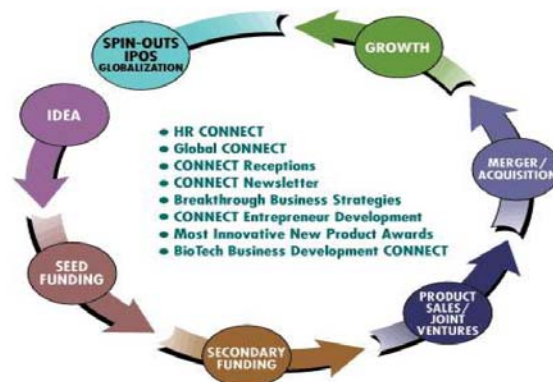 SPIN-OUTS
IPOS
GLOBALIZATION
GROWTH
IDEA
MERGER/
ACQUISITION
• HR CONNECT
• Global CONNECT
• CONNECT Receptions
• CONNECT Newsletter
• Breakthrough Business Strategies
• CONNECT Entrepreneur Development
• Most Innovative New Product Awards
• BioTech Business Development CONNECT
SEED
FUNDING
PRODUCT
SALES/
JOINT
VENTURES
SECONDARY
FUNDING